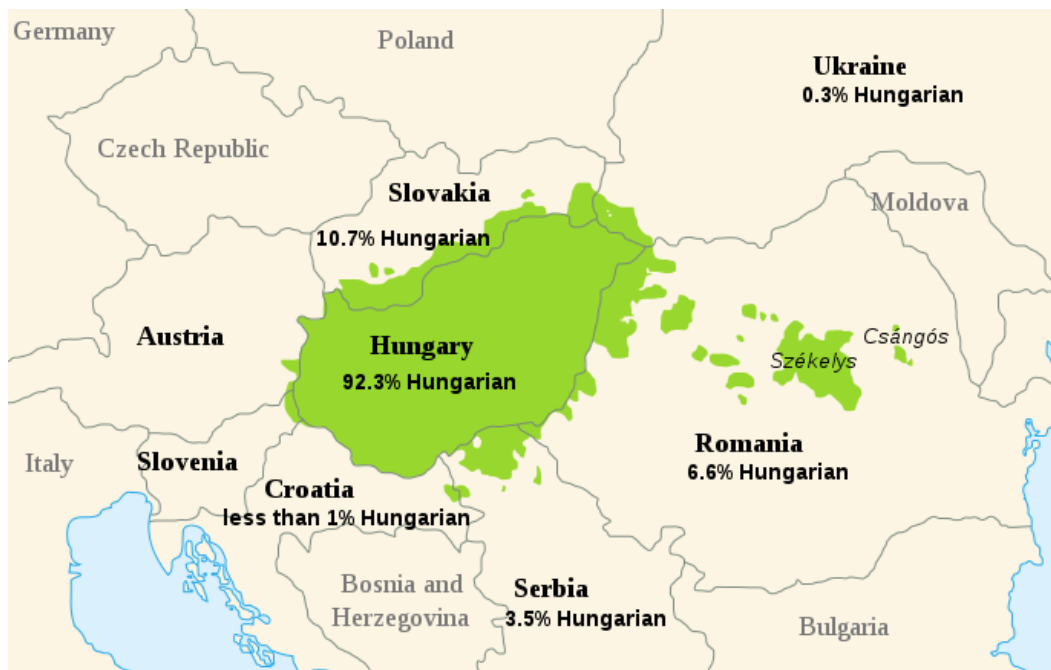 Germany
Poland
Ukraine
0.3% Hungarian
Czech Republic
Slovakia
10.7% Hungarian
Moldova
Austria
Hungary
92.3% Hungarian
Székelys
Csángós
Romania
6.6% Hungarian
Italy
Slovenia
Croatia
less than 1% Hungarian
Bosnia and
Herzegovina
Serbia
3.5% Hungarian
Bulgaria